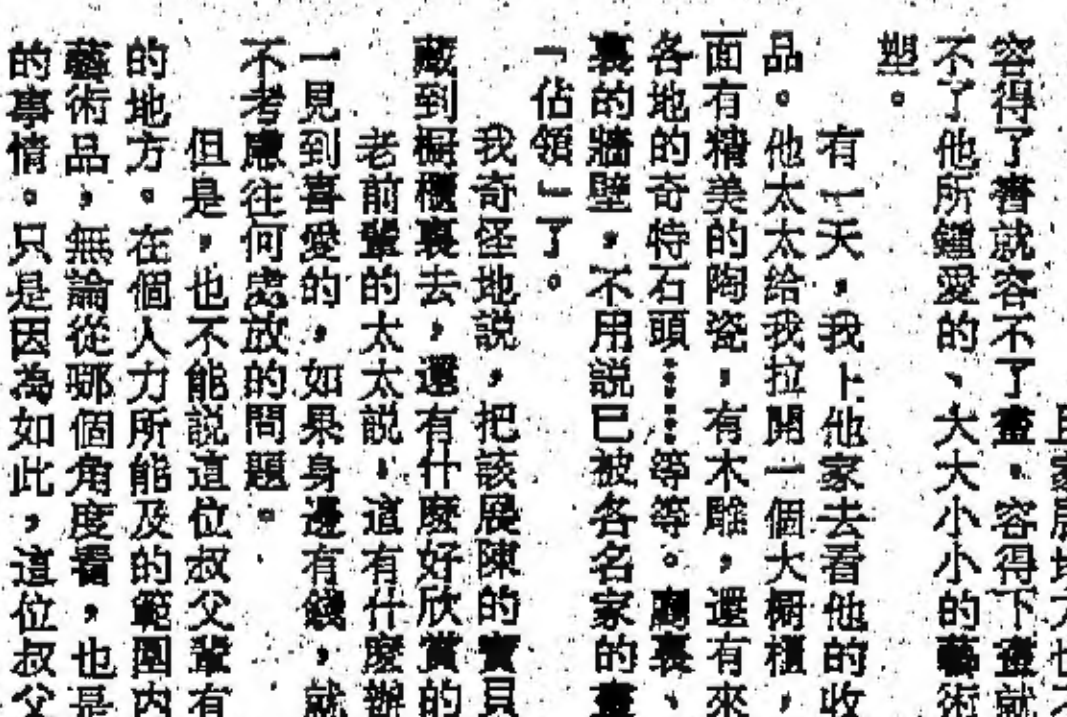 且家居地方也不
容得了書就容不了畫。容得下畫就
不了他所鍾愛的、大大小小的藝術
塑。
有一天，我上他家去看他的收
品。他太太給我拉開一個大櫥櫃，
面有精美的陶瓷，有木雕，還有來
各地的奇特石頭……等等。廳裏、
裏的牆壁，不用說已被各名家的畫
「佔領」了。
我奇怪地說，把該展陳的寶貝
藏到櫥櫃裏去，還有什麼好欣賞的
老前輩的太太說，這有什麼辦
一見到喜愛的，如果身邊有錢，就
不考慮往何處放的問題。
但是，也不能說這位叔父輩有
的地方。在個人力所能及的範圍內
藝術品，無論從哪個角度看，也是
的事情。只是因為如此，這位叔父